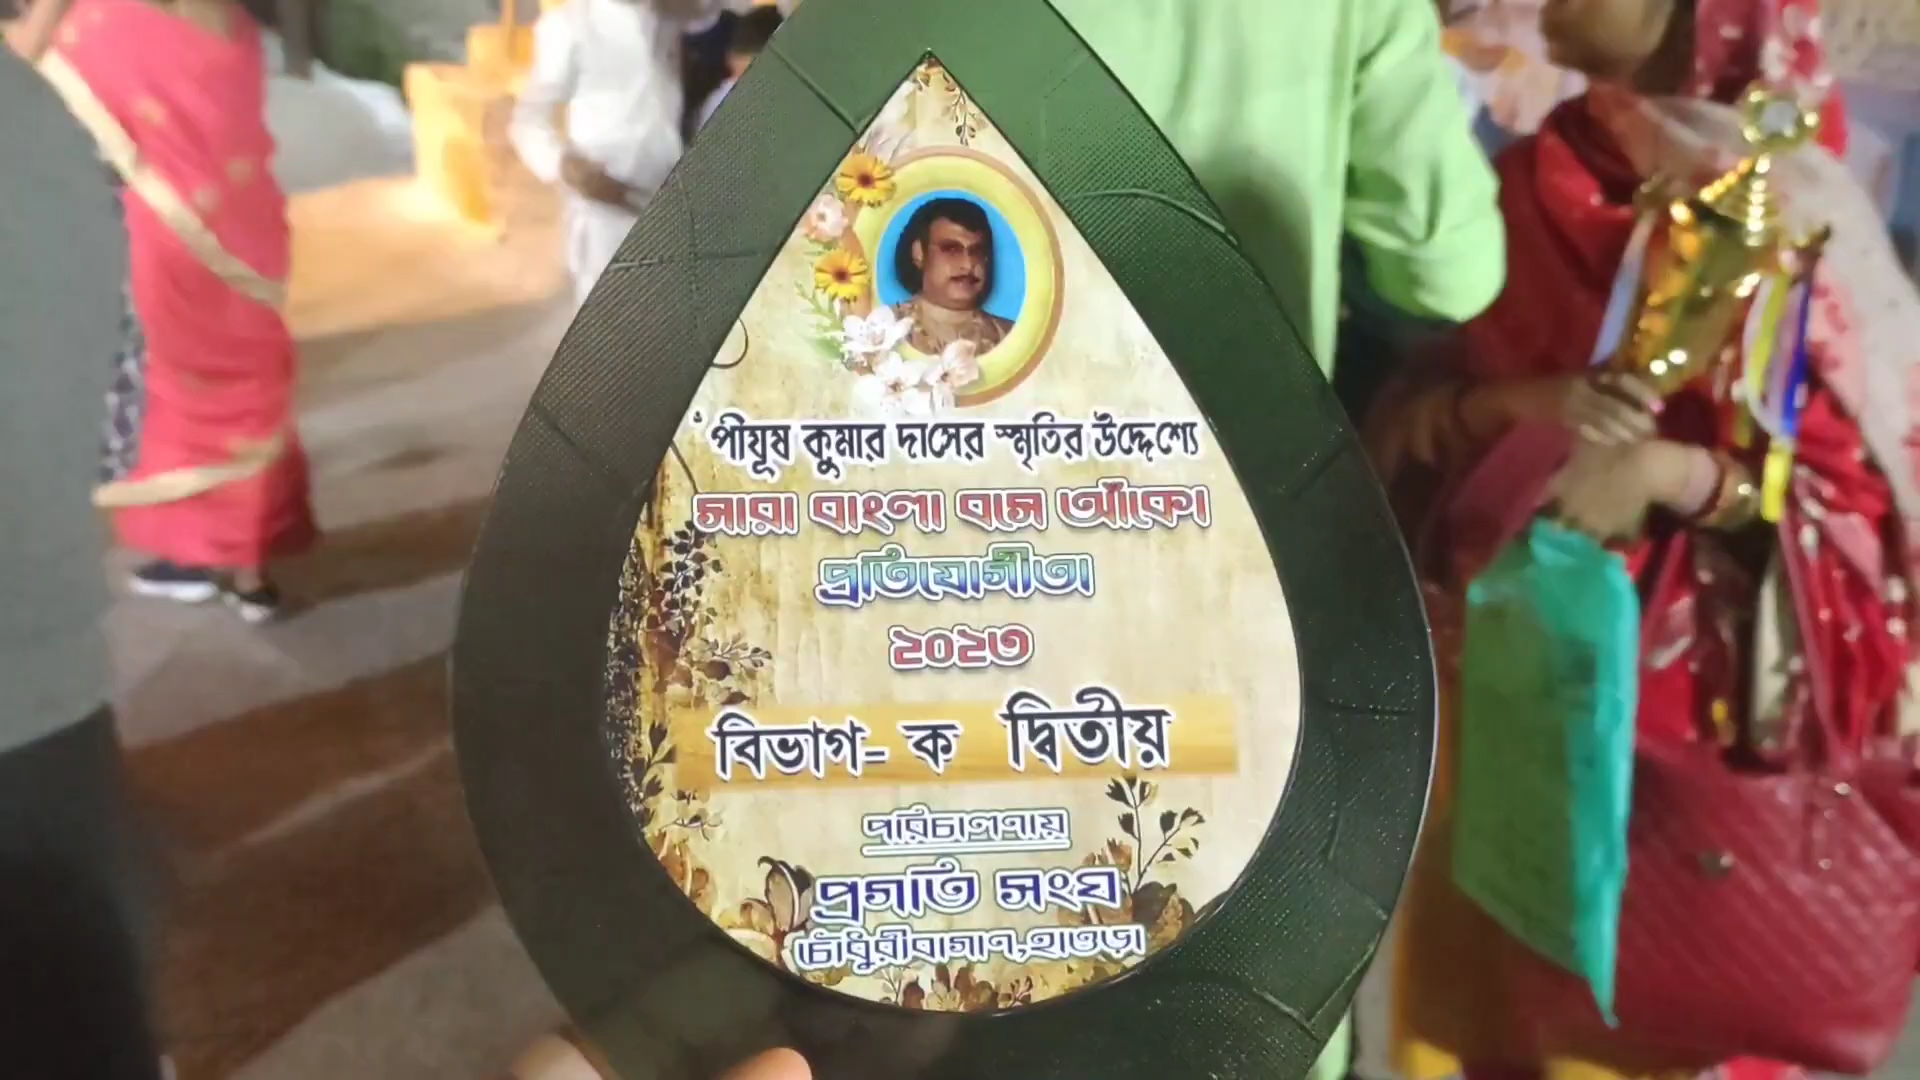 ঁপীযূষ কুমার দাসের স্মৃতির উদ্দেশ্যে
সারা বাংলা বসে আঁকো
প্রতিযোগীতা
২০২৩
বিভাগ- ক দ্বিতীয়
পরিচালনায়
প্রগতি সংঘ
চৌধুরীবাগান,হাওড়া